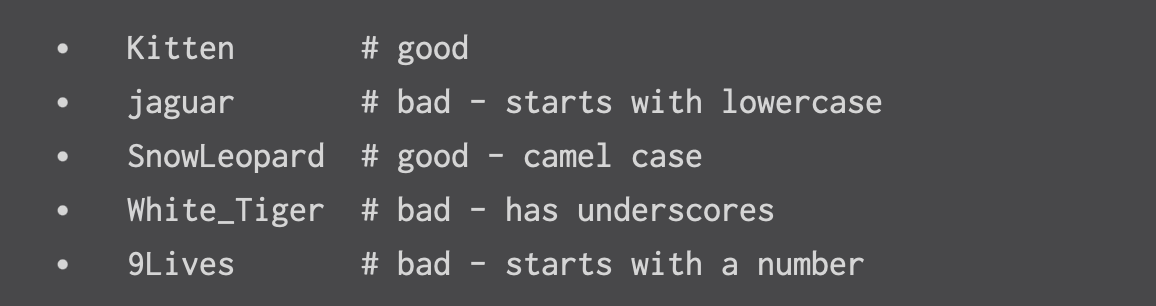 • Kitten # good
• jaguar # bad - starts with lowercase
• SnowLeopard # good - camel case
• White_Tiger # bad - has underscores
• 9Lives # bad - starts with a number